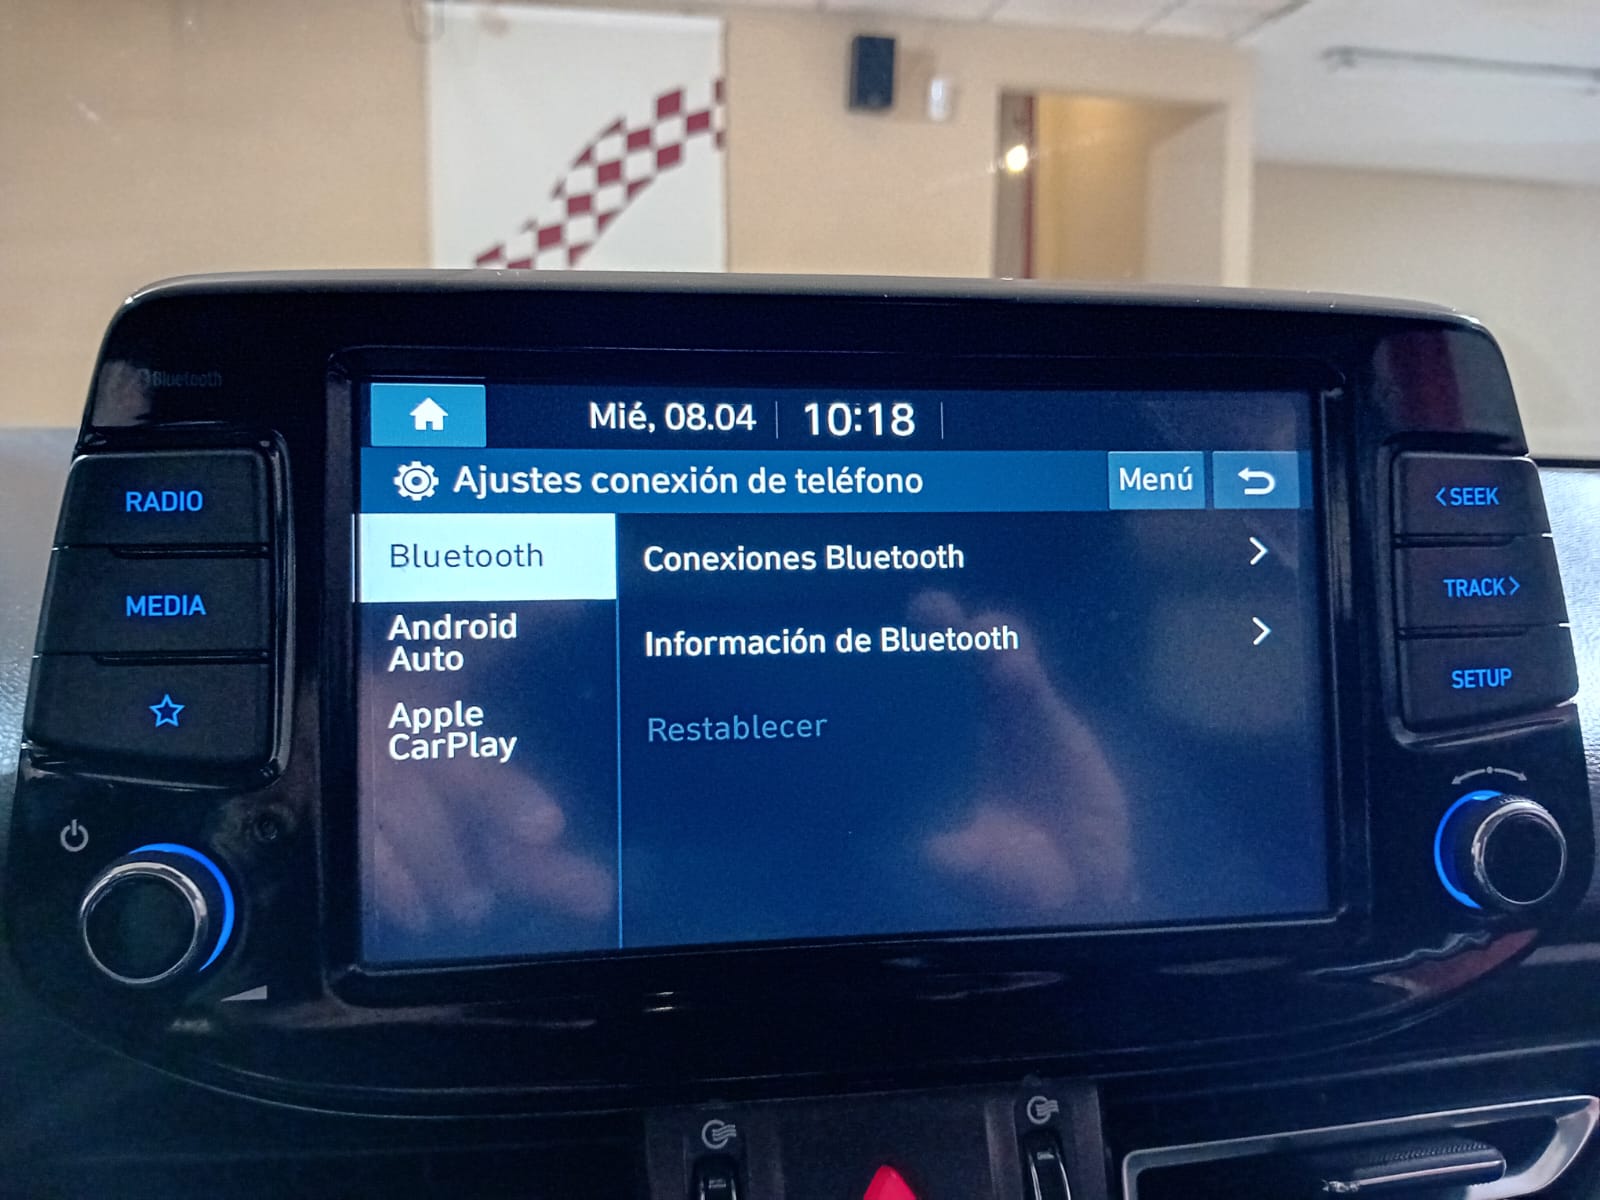 Bluetooth
Mié, 08.04
10:18
Ajustes conexión de teléfono
Menú
RADIO
MEDIA
Bluetooth
Android
Auto
Apple
CarPlay
Conexiones Bluetooth
Información de Bluetooth
Restablecer
<SEEK
TRACK>
SETUP